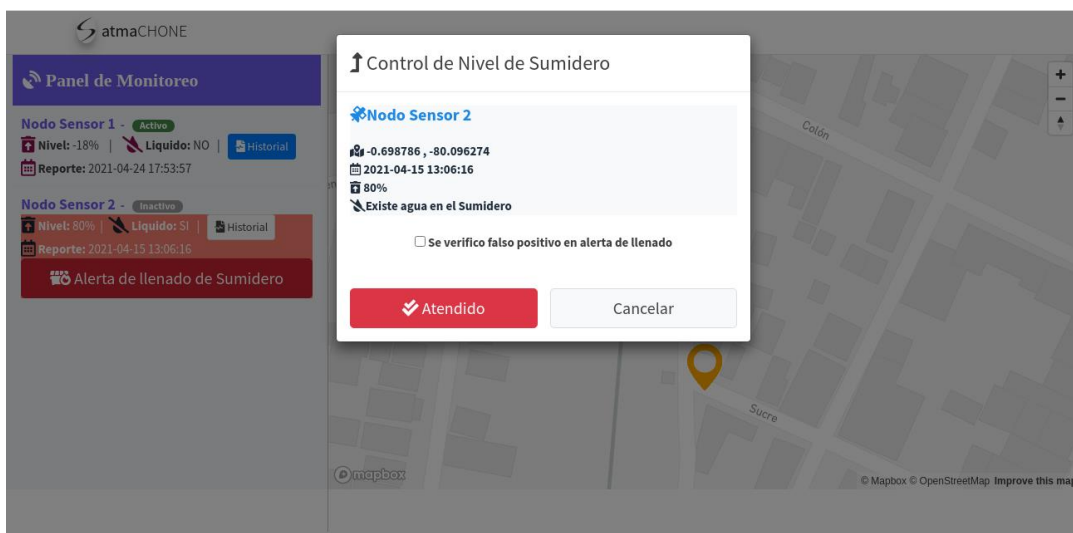 atmaCHONE
Panel de Monitoreo
Nodo Sensor 1 - Activo
Nivel: -18% | Liquido: NO | Historial
Reporte: 2021-04-24 17:53:57
Nodo Sensor 2 - Inactivo
Nivel: 80% | Liquido: SI | Historial
Reporte: 2021-04-15 13:06:16
Alerta de llenado de Sumidero
Control de Nivel de Sumidero
Nodo Sensor 2
-0.698786 , -80.096274
2021-04-15 13:06:16
80%
Existe agua en el Sumidero
Se verifico falso positivo en alerta de llenado
Atendido
Cancelar
Colón
Sucre
mapbox
© Mapbox © OpenStreetMap Improve this map